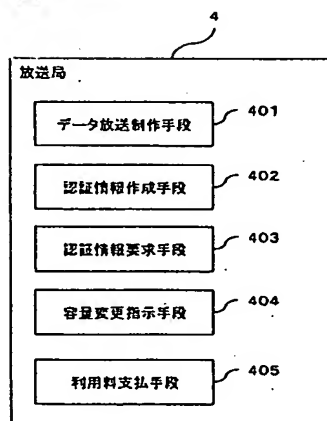 4
放送局
データ放送制作手段 401
認証情報作成手段 402
認証情報要求手段 403
容量変更指示手段 404
利用料支払手段 405